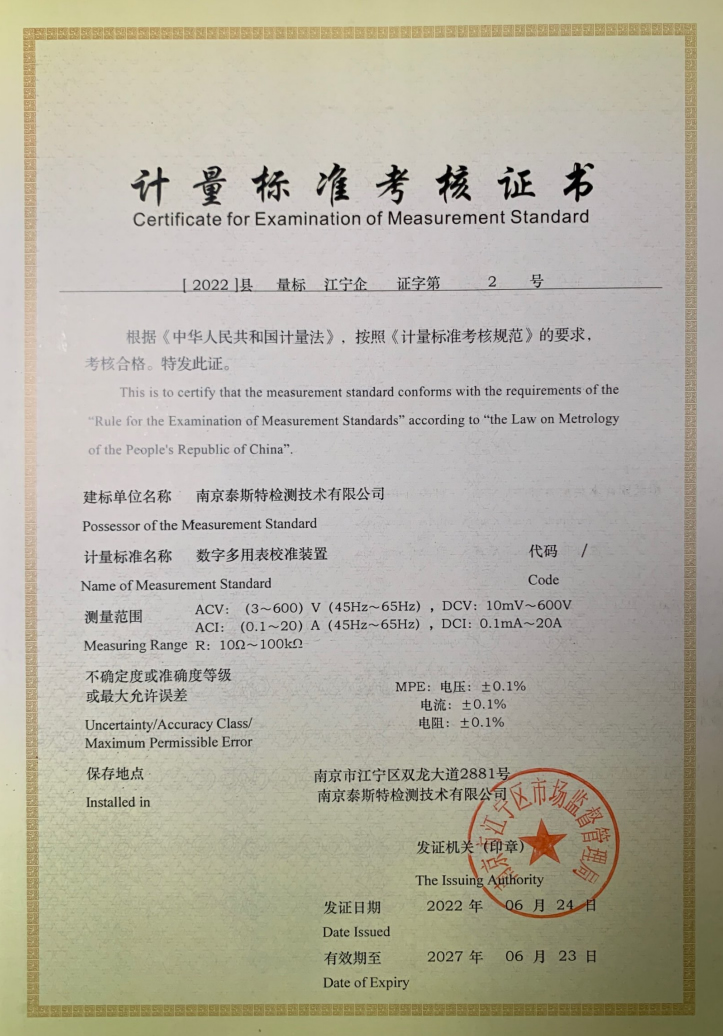 计量标准考核证书
Certificate for Examination of Measurement Standard
[ 2022 ]县 量标 江宁企 证字第 2 号
根据《中华人民共和国计量法》，按照《计量标准考核规范》的要求，
考核合格。特发此证。
This is to certify that the measurement standard conforms with the requirements of the
“Rule for the Examination of Measurement Standards” according to “the Law on Metrology
of the People's Republic of China”.
建标单位名称 南京泰斯特检测技术有限公司
Possessor of the Measurement Standard
计量标准名称 数字多用表校准装置 代码 /
Name of Measurement Standard Code
测量范围 ACV：(3～600) V (45Hz～65Hz) ，DCV：10mV～600V
ACI：(0.1～20) A (45Hz～65Hz) ，DCI：0.1mA～20A
Measuring Range R：10Ω～100kΩ
不确定度或准确度等级
或最大允许误差
MPE：电压：±0.1%
电流：±0.1%
电阻：±0.1%
Uncertainty/Accuracy Class/
Maximum Permissible Error
保存地点 南京市江宁区双龙大道2881号
Installed in 南京泰斯特检测技术有限公司
南京市江宁区市场监督管理局
发证机关（印章）
The Issuing Authority
发证日期 2022 年 06 月 24 日
Date Issued
有效期至 2027 年 06 月 23 日
Date of Expiry